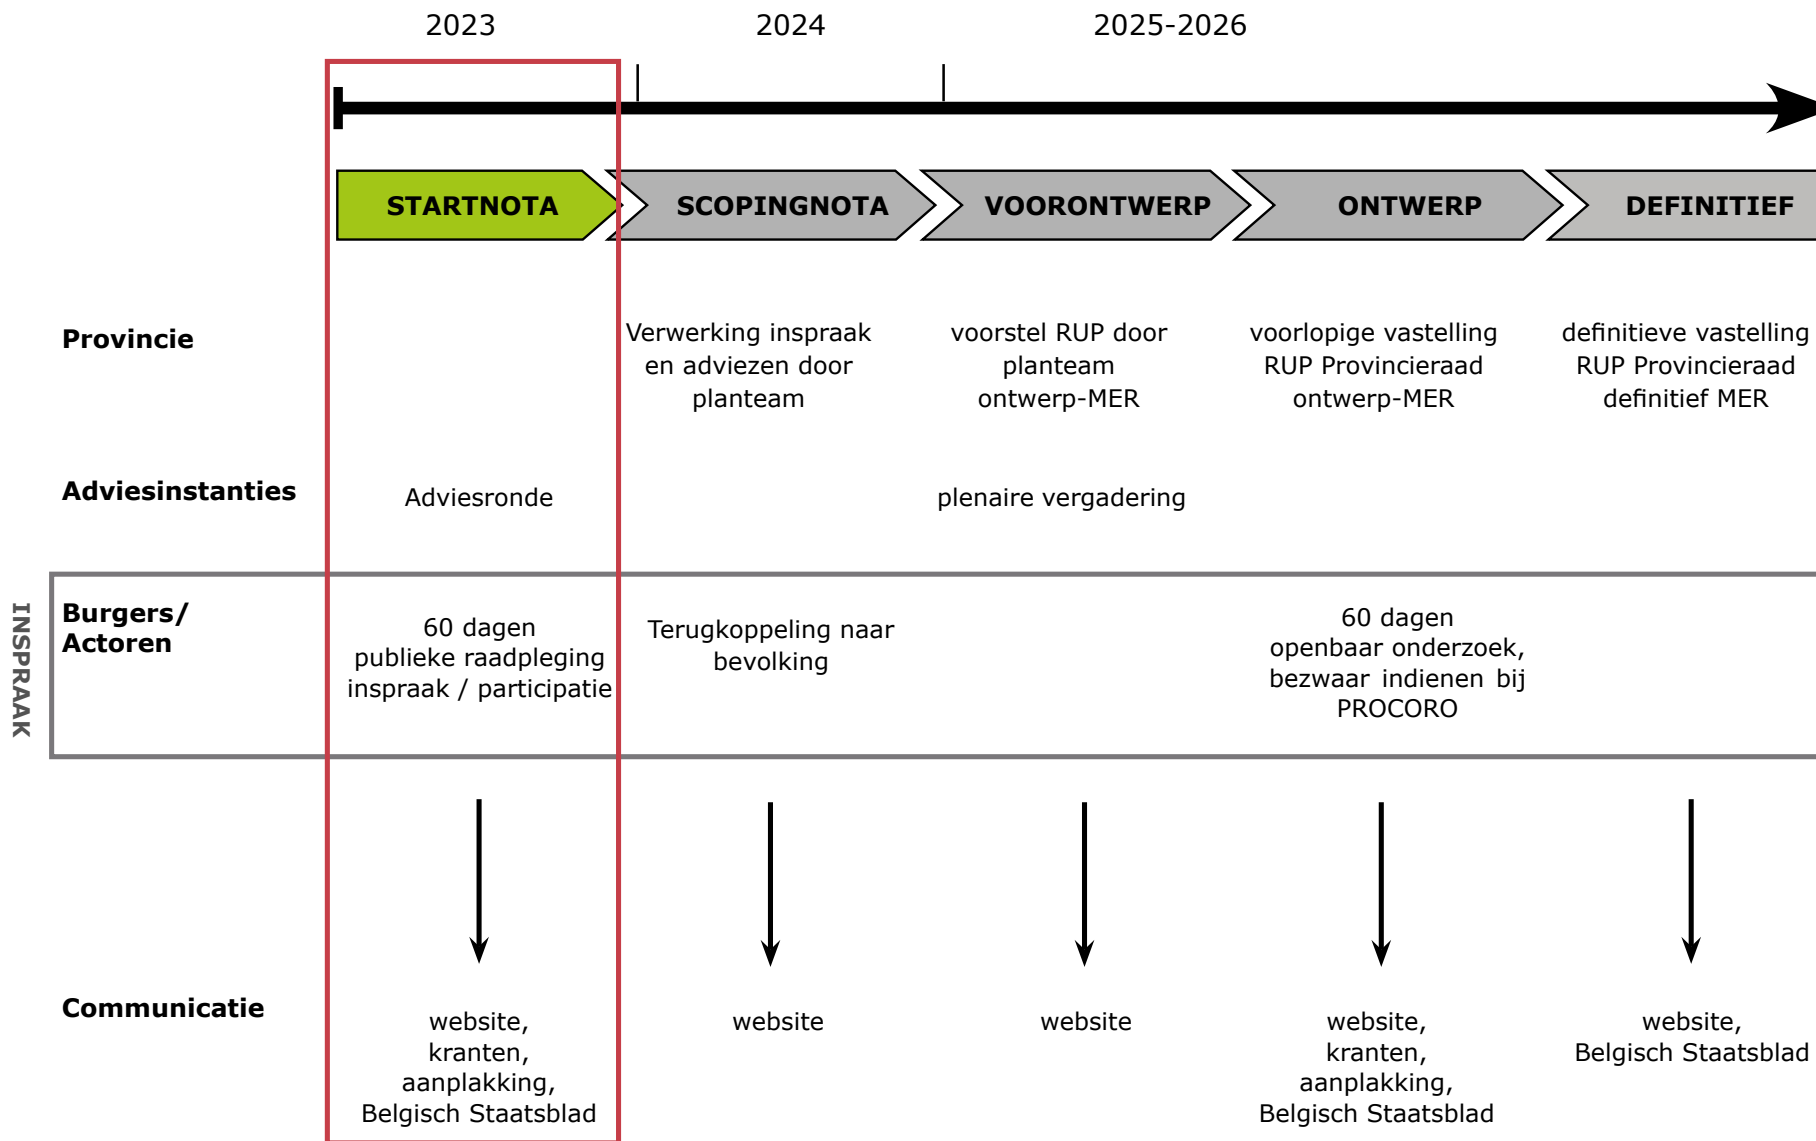 2023
2024
2025-2026
STARTNOTA
SCOPINGNOTA
VOORONTWERP
ONTWERP
DEFINITIEF
Provincie
Verwerking inspraak
en adviezen door
planteam
voorstel RUP door
planteam
ontwerp-MER
voorlopige vastelling
RUP Provincieraad
ontwerp-MER
definitieve vastelling
RUP Provincieraad
definitief MER
Adviesinstanties
Adviesronde
plenaire vergadering
INSPRAAK
Burgers/
Actoren
60 dagen
publieke raadpleging
inspraak / participatie
Terugkoppeling naar
bevolking
60 dagen
openbaar onderzoek,
bezwaar indienen bij
PROCORO
Communicatie
website,
kranten,
aanplakking,
Belgisch Staatsblad
website
website
website,
kranten,
aanplakking,
Belgisch Staatsblad
website,
Belgisch Staatsblad